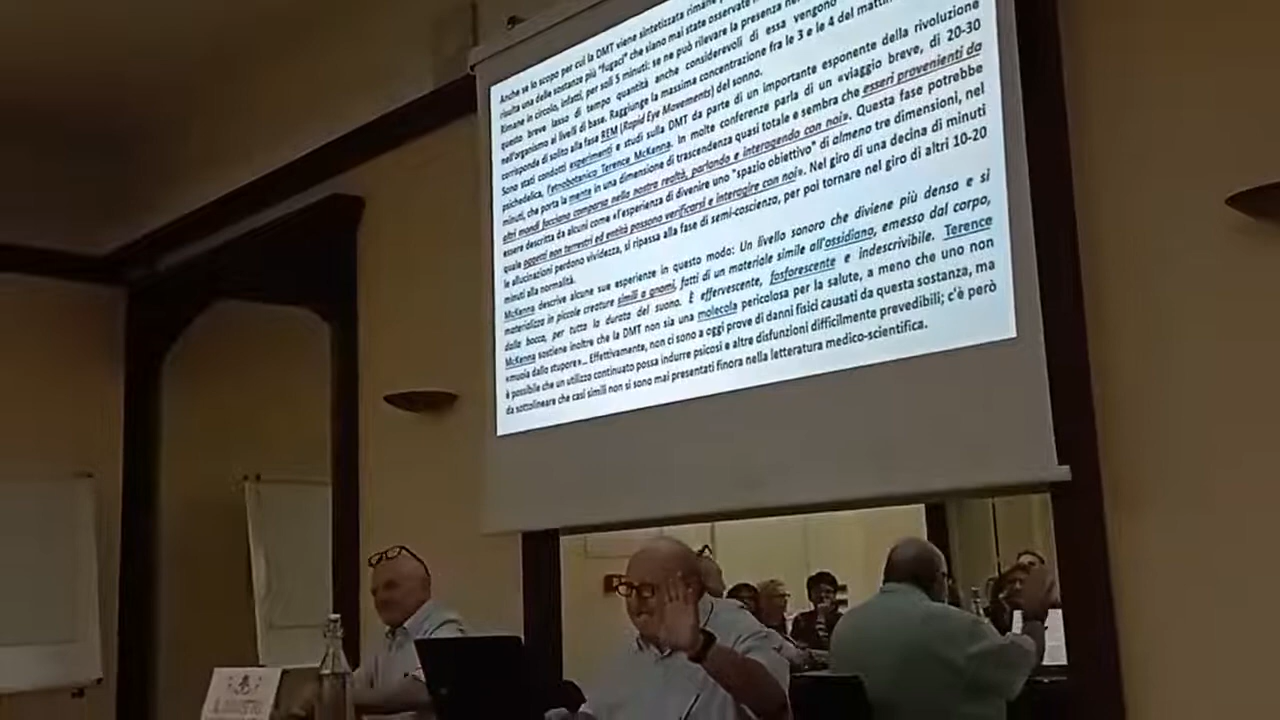 Anche se lo scopo per cui la DMT viene sintetizzata rimane
risulta una delle sostanze più "fugaci" che siano mai state osservate
rimane in circolo, infatti, per soli 5 minuti: se ne può rilevare la presenza
questo breve lasso di tempo quantità anche considerevoli di essa vengono
nell'organismo ai livelli di base. Raggiunge la massima concentrazione fra le 3 e le 4 del
corrisponde di solito alla fase REM (Rapid Eye Movements) del sonno.
Sono stati condotti esperimenti e studi sulla DMT da parte di un importante esponente della rivoluzione
psichedelica, l'etnobotanico Terence McKenna. In molte conferenze parla di un «viaggio breve, di 20-30
minuti, che porta la mente in una dimensione di trascendenza quasi totale e sembra che esseri provenienti da
altri mondi facciano comparsa nella nostra realtà, parlando e interagendo con noi». Questa fase potrebbe
essere descritta da alcuni come «l'esperienza di divenire uno "spazio obiettivo" di almeno tre dimensioni, nel
quale oggetti non terrestri ed entità possono verificarsi e interagire con noi». Nel giro di una decina di minuti
le allucinazioni perdono vividezza, si ripassa alla fase di semi-coscienza, per poi tornare nel giro di altri 10-20
minuti alla normalità.
McKenna descrive alcune sue esperienze in questo modo: Un livello sonoro che diviene più denso e si
materializza in piccole creature simili a gnomi, fatti di un materiale simile all'ossidiana, emesso dal corpo,
dalla bocca, per tutta la durata del suono. È effervescente, fosforescente e indescrivibile. Terence
McKenna sostiene inoltre che la DMT non sia una molecola pericolosa per la salute, a meno che uno non
«muoia dallo stupore»... Effettivamente, non ci sono a oggi prove di danni fisici causati da questa sostanza, ma
è possibile che un utilizzo continuato possa indurre psicosi e altre disfunzioni difficilmente prevedibili; c'è però
da sottolineare che casi simili non si sono mai presentati finora nella letteratura medico-scientifica.